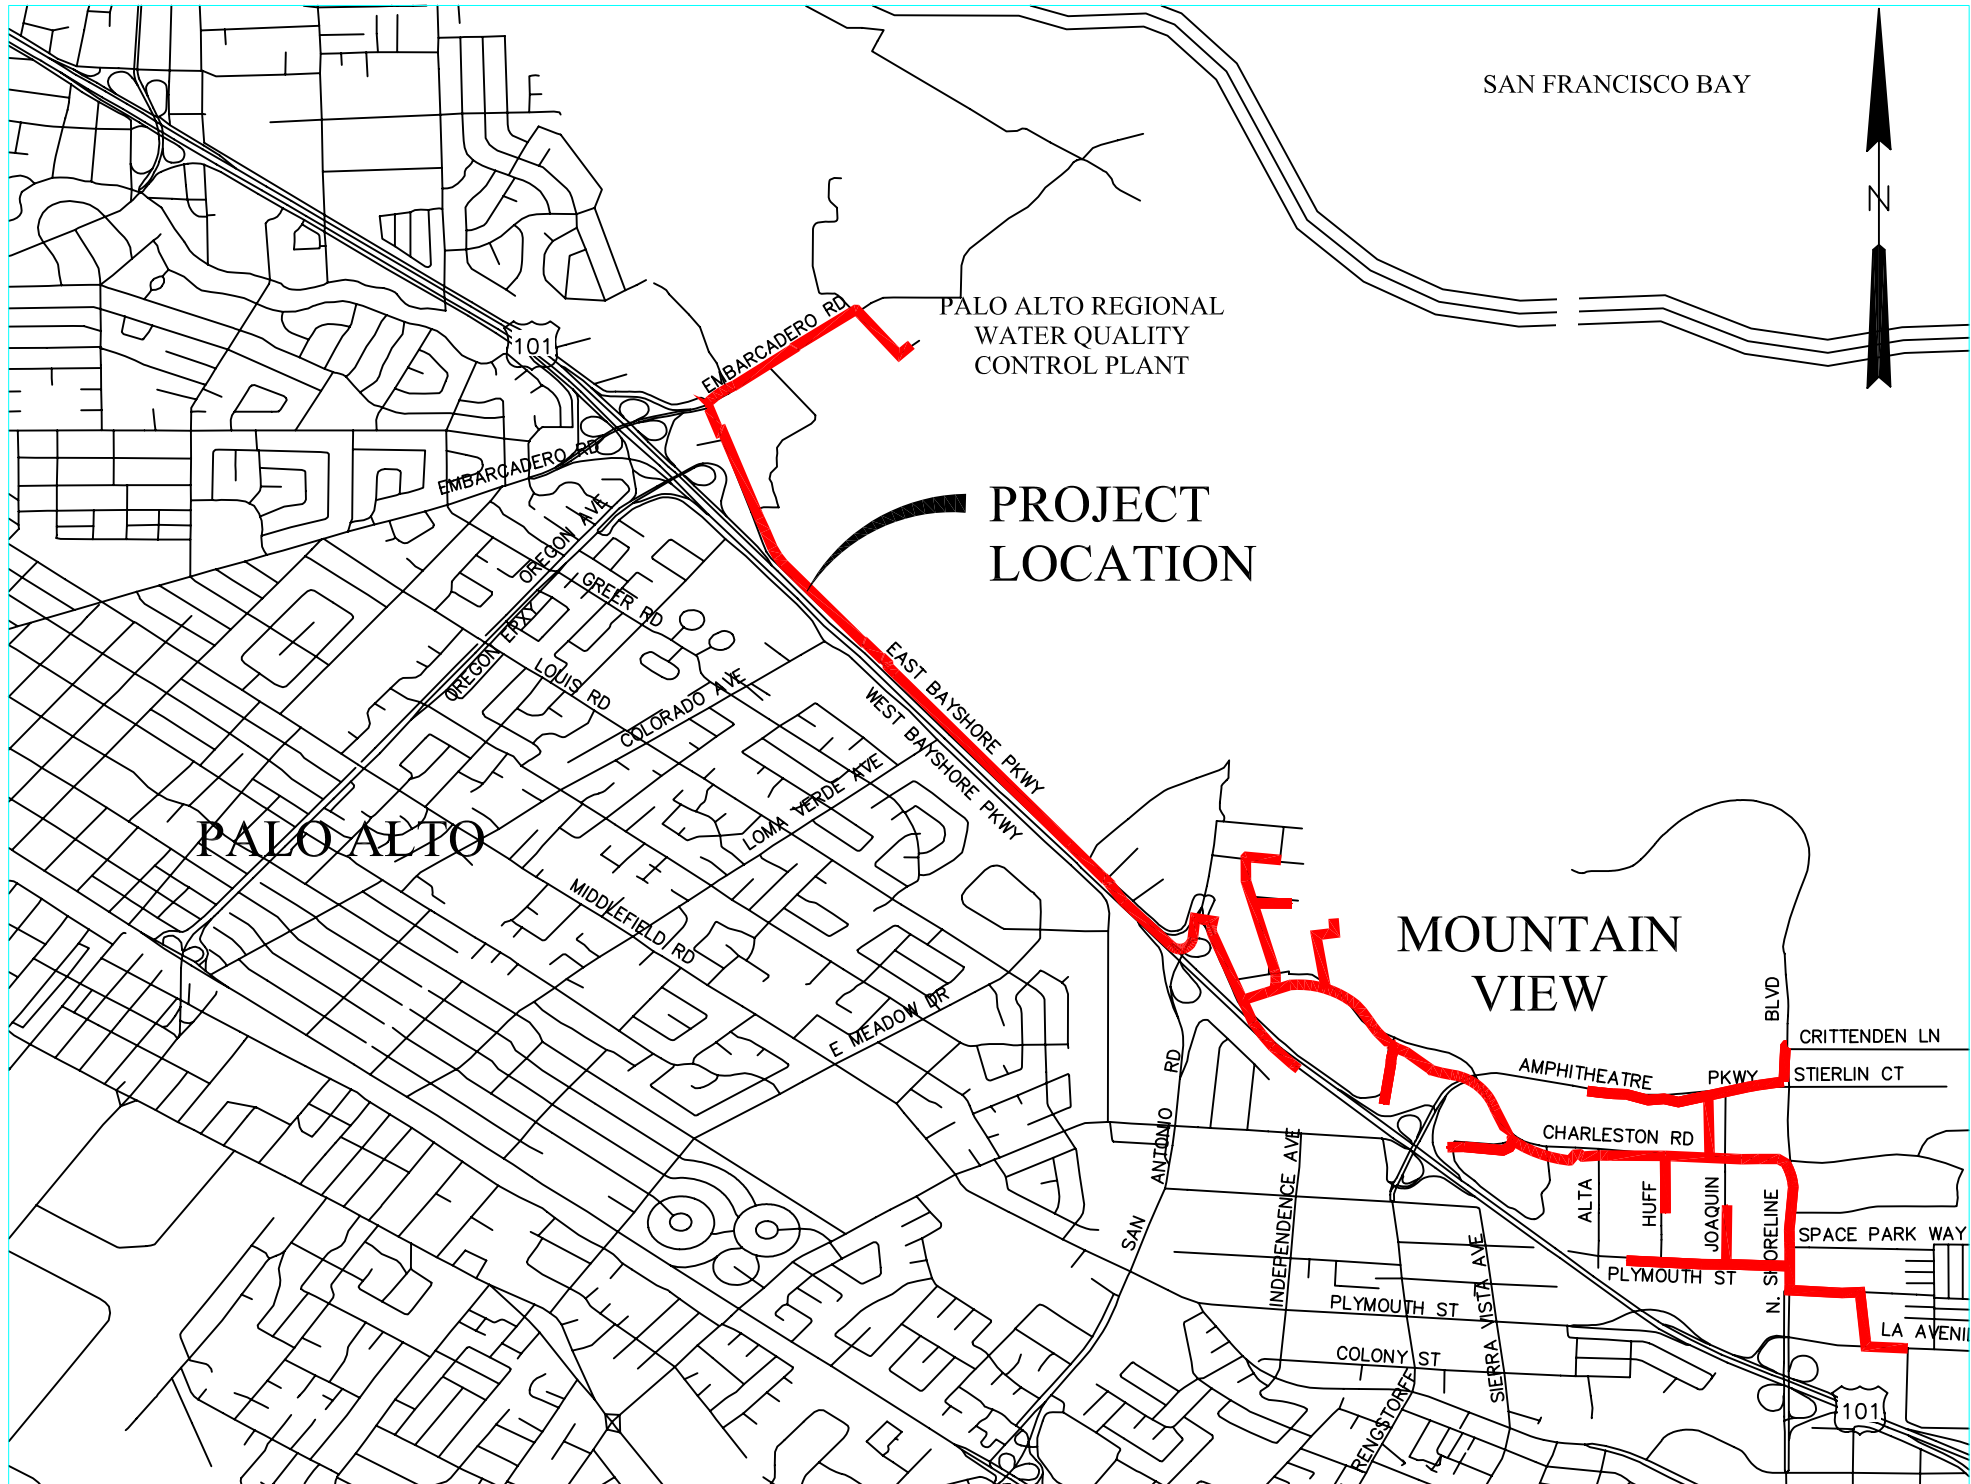 SAN FRANCISCO BAY
N
PALO ALTO REGIONAL
WATER QUALITY
CONTROL PLANT
EMBARCADERO RD
101
EMBARCADERO RD
PROJECT
LOCATION
OREGON AVE
GREER RD
OREGON EPXY
LOUIS RD
COLORADO AVE
EAST BAYSHORE PKWY
WEST BAYSHORE PKWY
LOMA VERDE AVE
PALO ALTO
MIDDLEFIELD RD
E MEADOW DR
MOUNTAIN
VIEW
BLVD
CRITTENDEN LN
AMPHITHEATRE PKWY
STIERLIN CT
SAN ANTONIO RD
CHARLESTON RD
INDEPENDENCE AVE
ALTA
HUFF
JOAQUIN
N. SHORELINE
SPACE PARK WAY
PLYMOUTH ST
PLYMOUTH ST
SIERRA VISTA AVE
LA AVENI
COLONY ST
RENGSTORFF
101